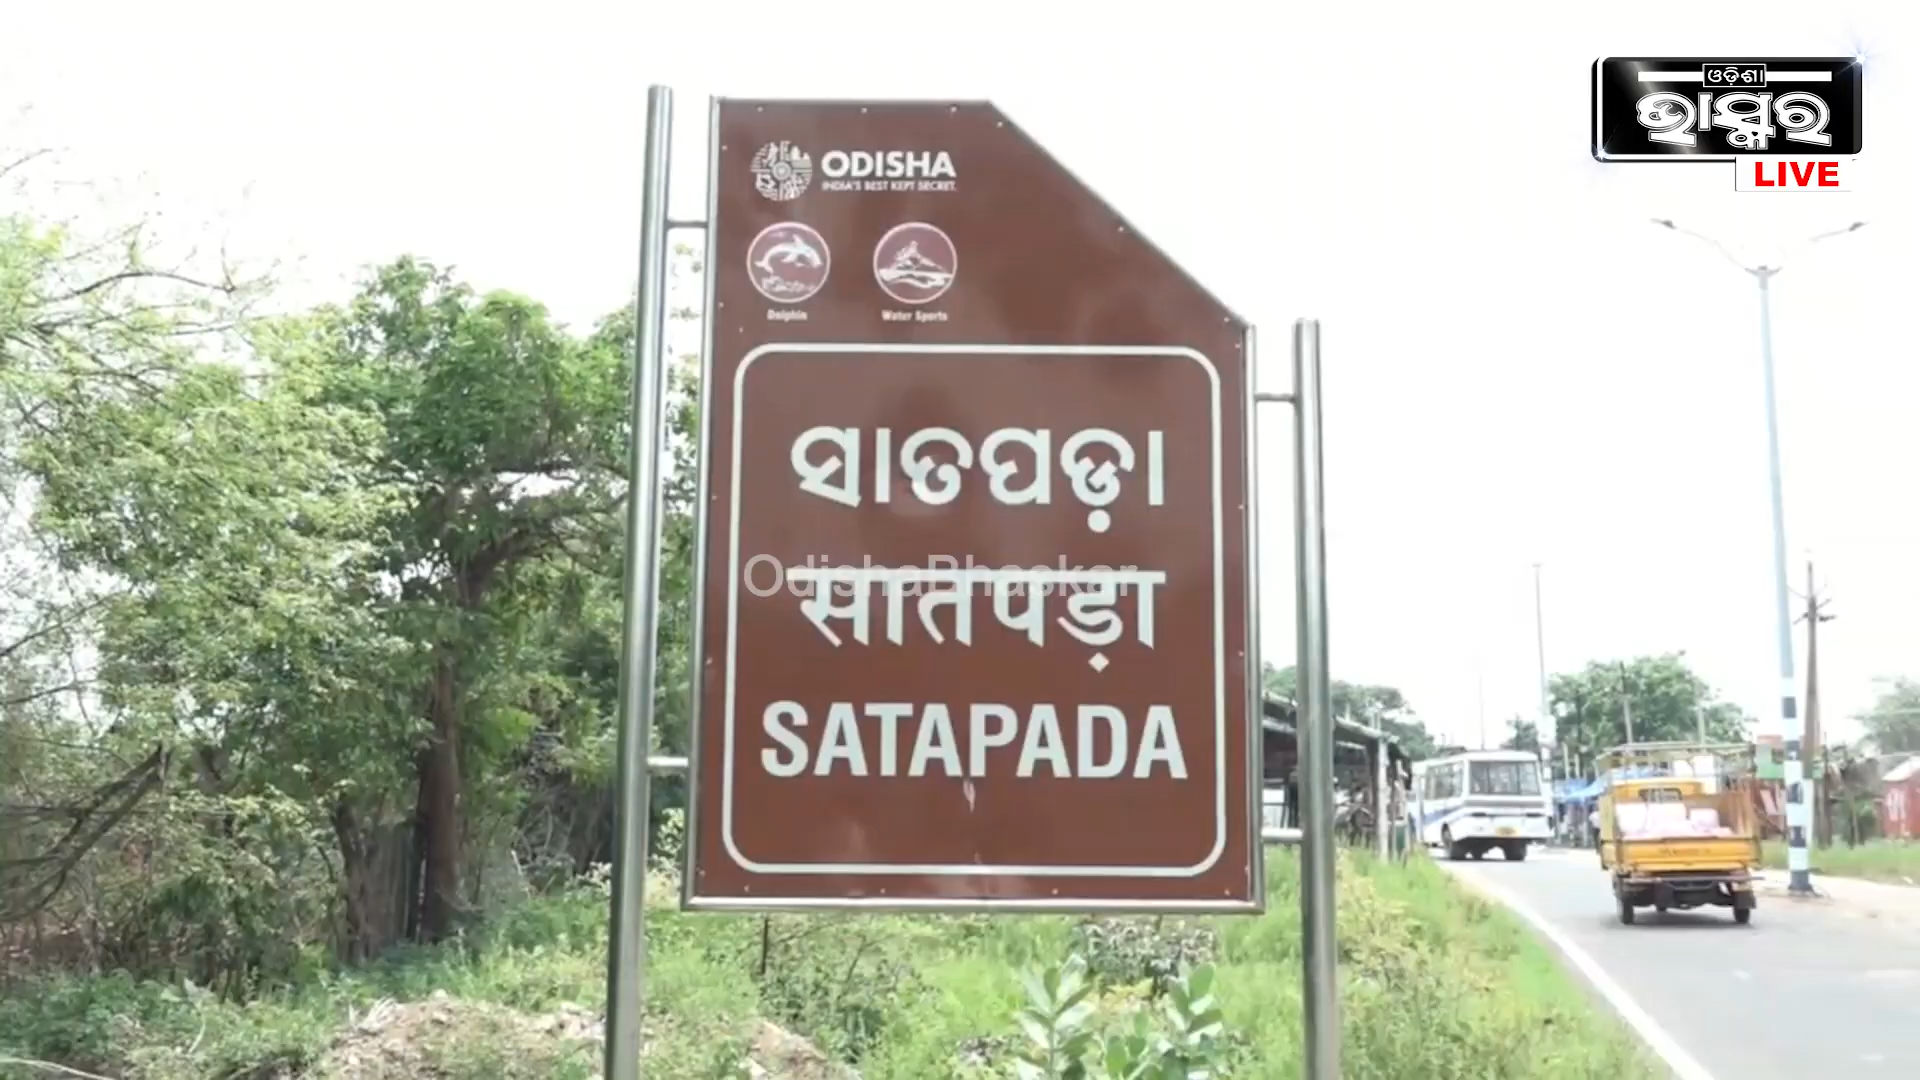 ଓଡ଼ିଶା
ଭାସ୍କର
LIVE
ODISHA
INDIA'S BEST KEPT SECRET
Dolphin
Water Sports
ସାତପଡ଼ା
OdishaBhaskar
सातपड़ा
SATAPADA